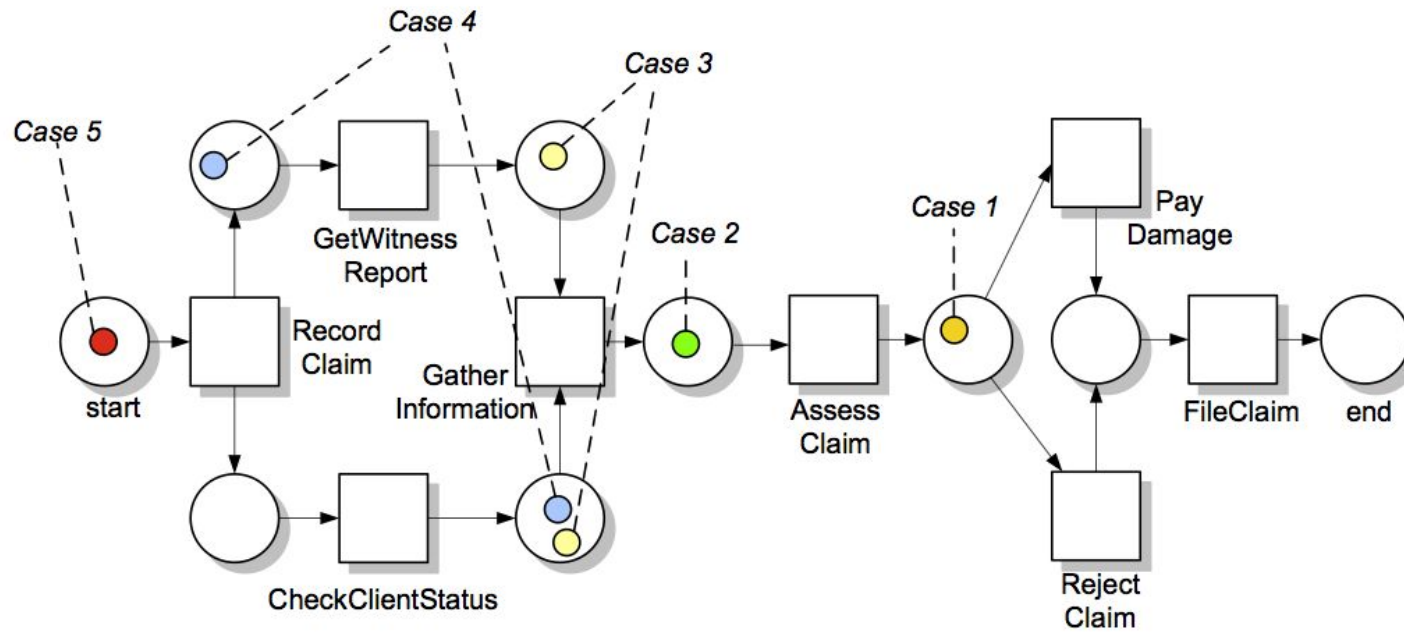 Case 4
Case 3
Case 5
Case 1
Pay
Damage
GetWitness
Report
Case 2
Record
Claim
Gather
Information
start
Assess
Claim
FileClaim
end
CheckClientStatus
Reject
Claim